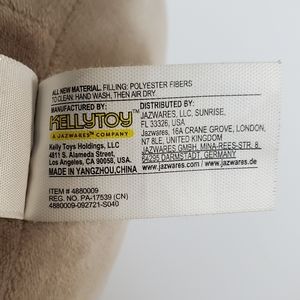 ALL NEW MATERIAL. FILLING: POLYESTER FIBERS
TO CLEAN: HAND WASH, THEN AIR DRY.
MANUFACTURED BY:
KELLYTOY
A JAZWARES COMPANY
Kelly Toys Holdings, LLC
4811 S. Alameda Street.
Los Angeles, CA 90058, USA.
MADE IN YANGZHOU,CHINA
DISTRIBUTED BY:
JAZWARES, LLC, SUNRISE,
FL 33326, USA.
Jazwares, 16A CRANE GROVE, LONDON,
N7 8LE, UNITED KINGDOM
JAZWARES GMBH, MINA-REES-STR. 8,
64295 DARMSTADT, GERMANY
www.jazwares.com / www.jazwares.de
ITEM # 4880009
REG. NO. PA-17539 (CN)
4880009-092721-S040